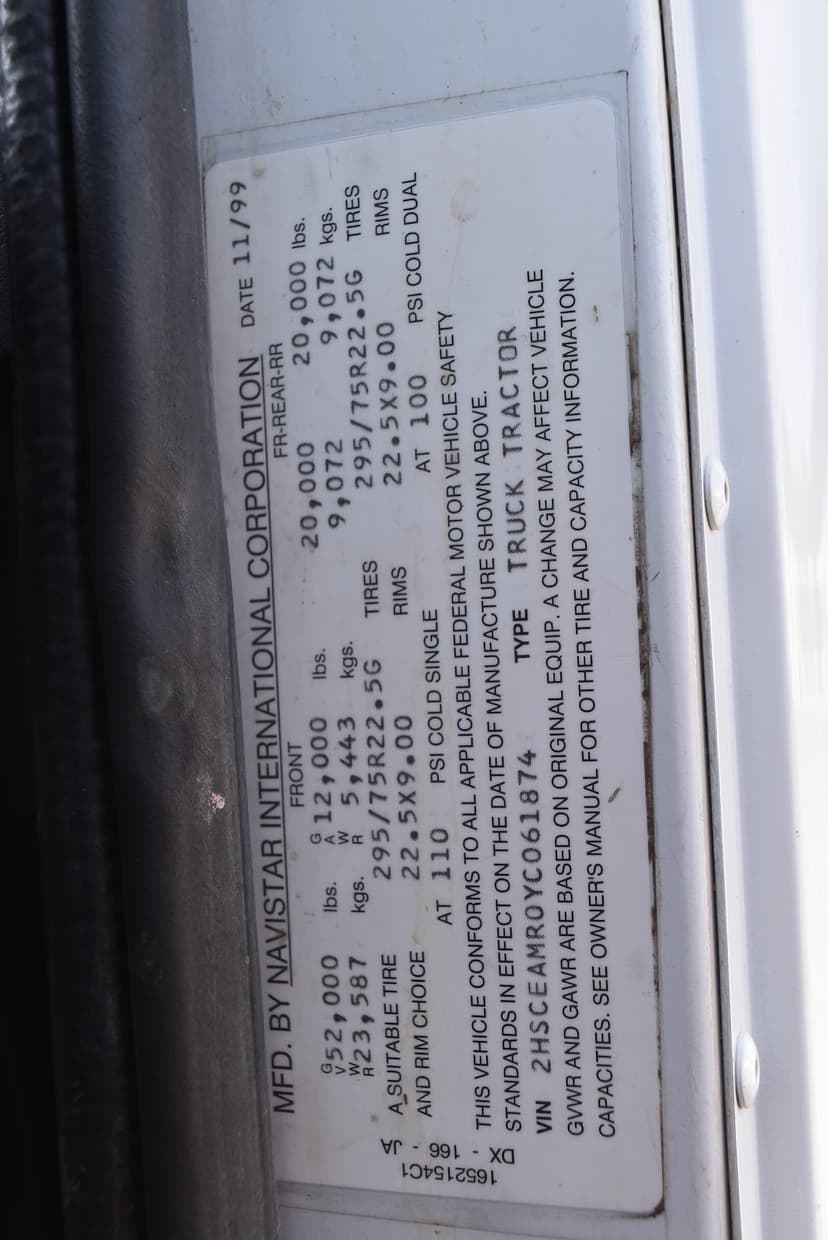 MFD. BY NAVISTAR INTERNATIONAL CORPORATION DATE 11/99
FRONT FR-REAR-RR
GVWR 52,000 lbs. GAWR 12,000 lbs. 20,000 20,000 lbs.
23,587 kgs. 5,443 kgs. 9,072 9,072 kgs.
A SUITABLE TIRE 295/75R22.5G TIRES 295/75R22.5G TIRES
AND RIM CHOICE 22.5X9.00 RIMS 22.5X9.00 RIMS
AT 110 PSI COLD SINGLE AT 100 PSI COLD DUAL
THIS VEHICLE CONFORMS TO ALL APPLICABLE FEDERAL MOTOR VEHICLE SAFETY
STANDARDS IN EFFECT ON THE DATE OF MANUFACTURE SHOWN ABOVE.
VIN 2HSCEAMR0YC061874 TYPE TRUCK TRACTOR
GVWR AND GAWR ARE BASED ON ORIGINAL EQUIP. A CHANGE MAY AFFECT VEHICLE
CAPACITIES. SEE OWNER'S MANUAL FOR OTHER TIRE AND CAPACITY INFORMATION.
1652154C1
DX - 166 - JA